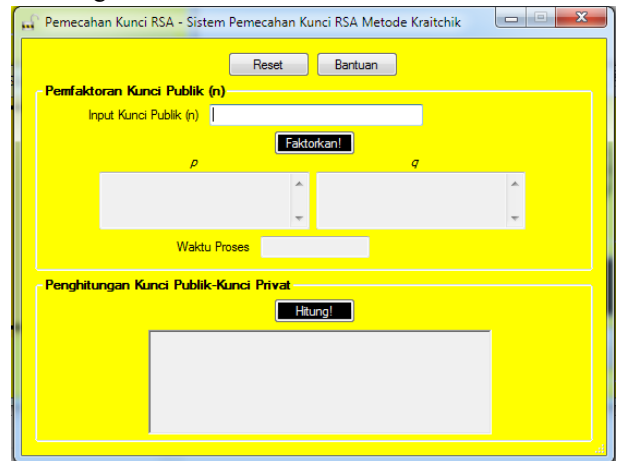 Pemecahan Kunci RSA - Sistem Pemecahan Kunci RSA Metode Kraitchik
Reset Bantuan
Pemfaktoran Kunci Publik (n)
Input Kunci Publik (n)
Faktorkan!
p q
Waktu Proses
Penghitungan Kunci Publik-Kunci Privat
Hitung!